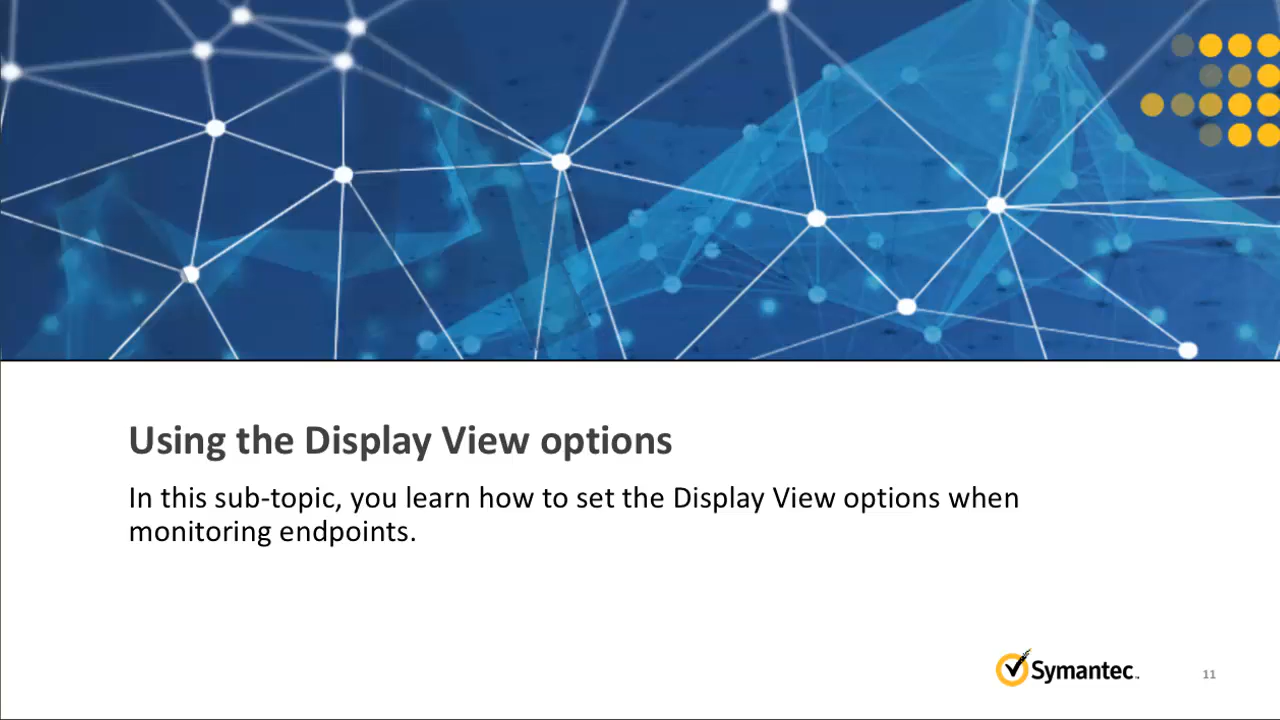 Using the Display View options
In this sub-topic, you learn how to set the Display View options when
monitoring endpoints.
Symantec™
11